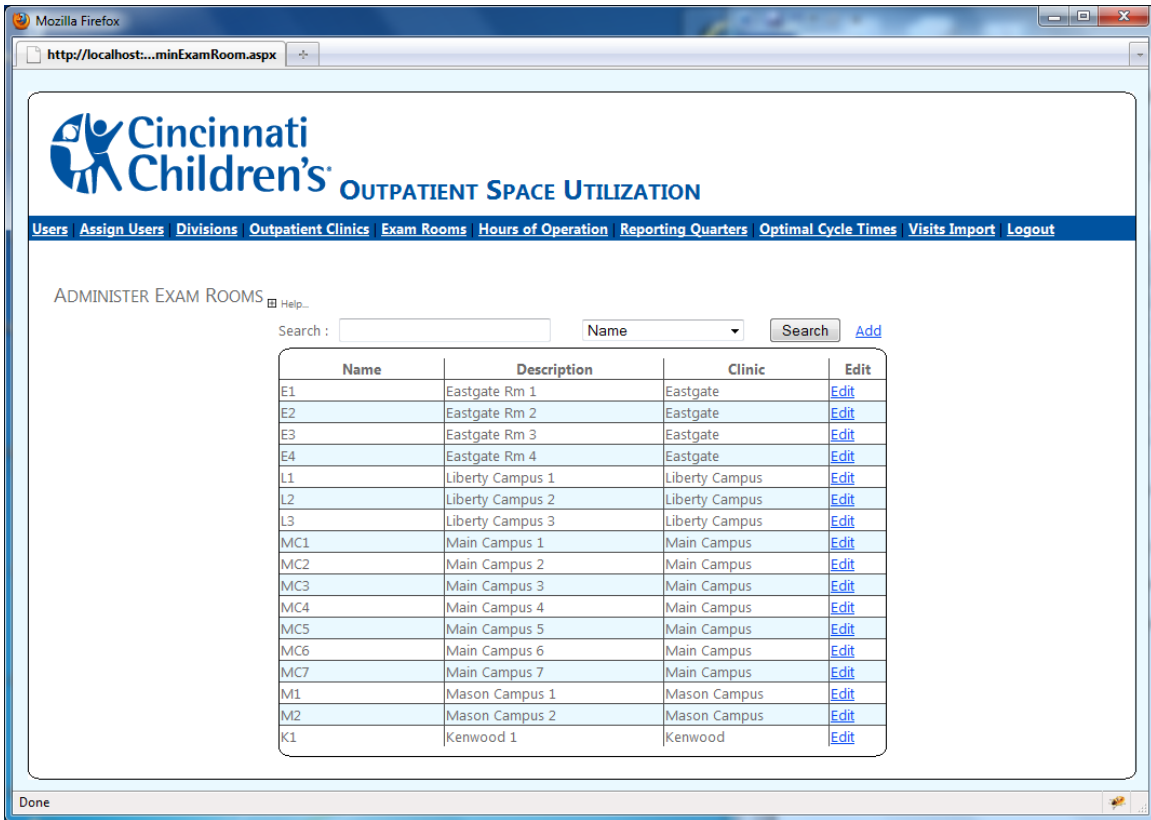 Mozilla Firefox
http://localhost:...minExamRoom.aspx
Cincinnati
Children's
OUTPATIENT SPACE UTILIZATION
Users | Assign Users | Divisions | Outpatient Clinics | Exam Rooms | Hours of Operation | Reporting Quarters | Optimal Cycle Times | Visits Import | Logout
ADMINISTER EXAM ROOMS Help...
Search : Name Search Add
Name Description Clinic Edit
E1 Eastgate Rm 1 Eastgate Edit
E2 Eastgate Rm 2 Eastgate Edit
E3 Eastgate Rm 3 Eastgate Edit
E4 Eastgate Rm 4 Eastgate Edit
L1 Liberty Campus 1 Liberty Campus Edit
L2 Liberty Campus 2 Liberty Campus Edit
L3 Liberty Campus 3 Liberty Campus Edit
MC1 Main Campus 1 Main Campus Edit
MC2 Main Campus 2 Main Campus Edit
MC3 Main Campus 3 Main Campus Edit
MC4 Main Campus 4 Main Campus Edit
MC5 Main Campus 5 Main Campus Edit
MC6 Main Campus 6 Main Campus Edit
MC7 Main Campus 7 Main Campus Edit
M1 Mason Campus 1 Mason Campus Edit
M2 Mason Campus 2 Mason Campus Edit
K1 Kenwood 1 Kenwood Edit
Done